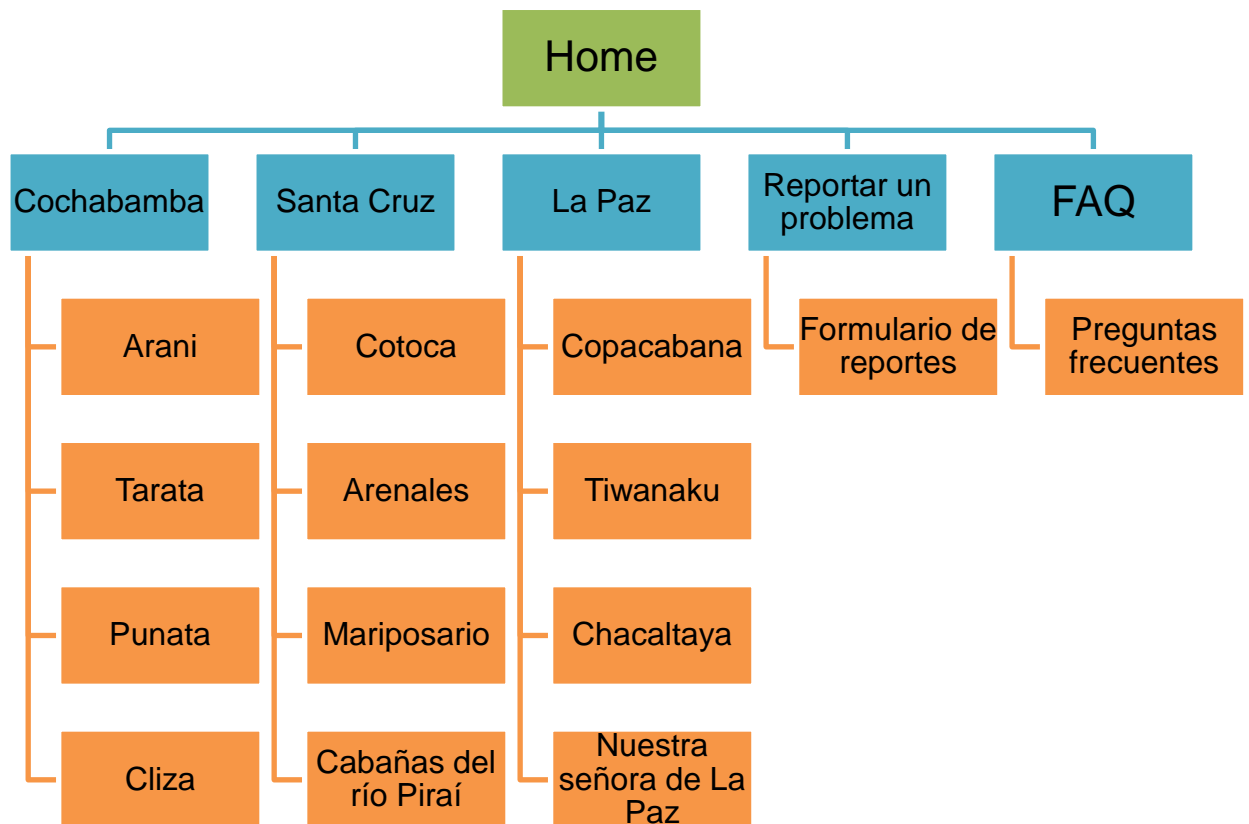 Home
Cochabamba
Santa Cruz
La Paz
Reportar un
problema
FAQ
Arani
Cotoca
Copacabana
Formulario de
reportes
Preguntas
frecuentes
Tarata
Arenales
Tiwanaku
Punata
Mariposario
Chacaltaya
Cliza
Cabañas del
río Piraí
Nuestra
señora de La
Paz